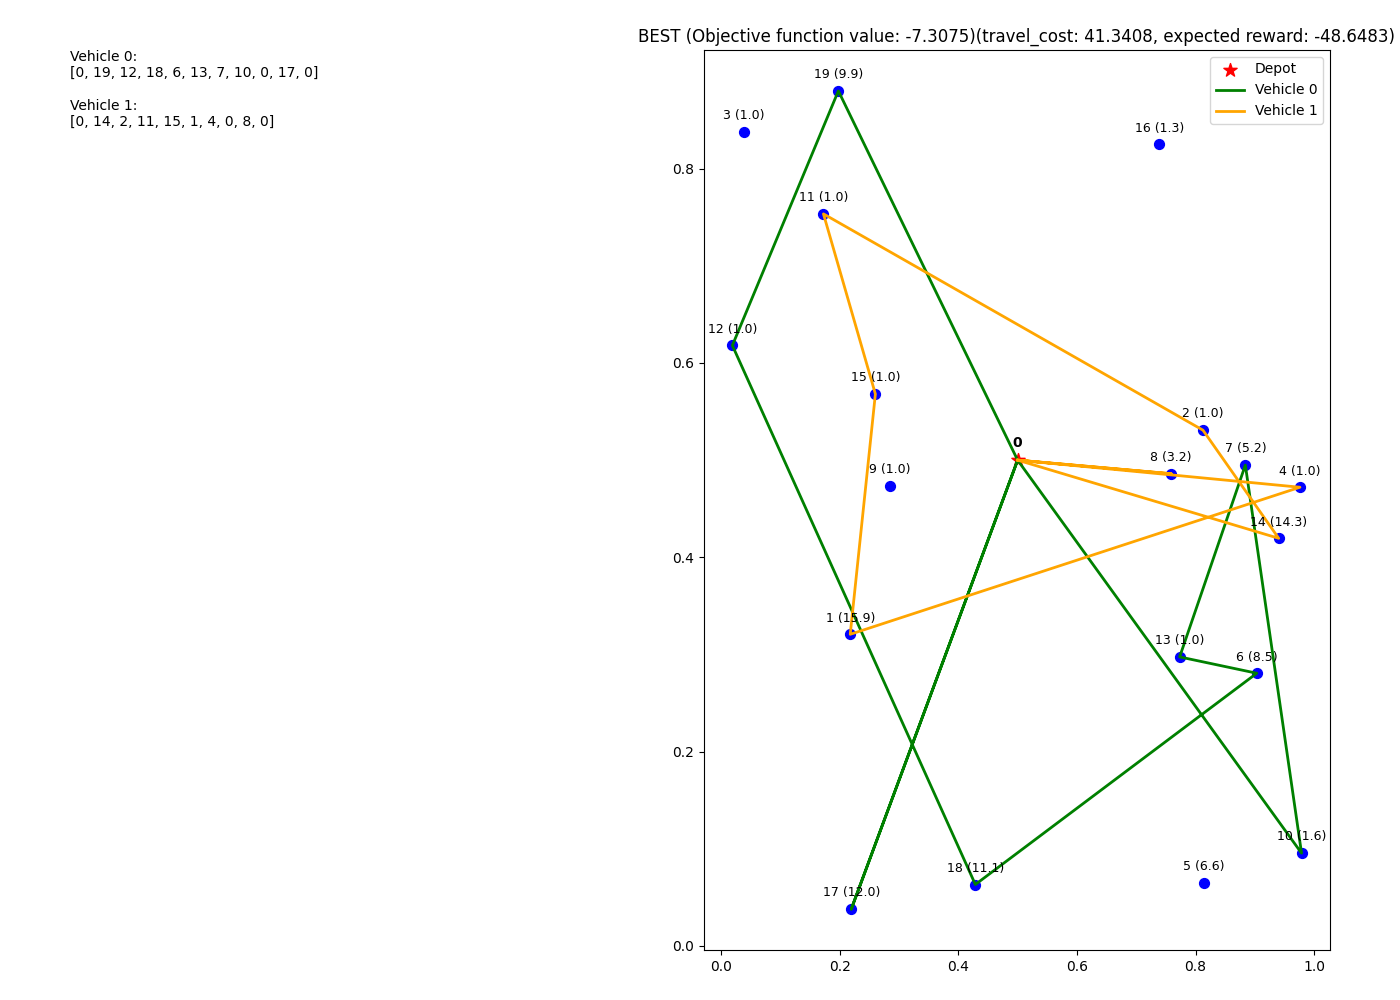 BEST (Objective function value: -7.3075)(travel_cost: 41.3408, expected reward: -48.6483)
Vehicle 0:
[0, 19, 12, 18, 6, 13, 7, 10, 0, 17, 0]
Vehicle 1:
[0, 14, 2, 11, 15, 1, 4, 0, 8, 0]
Depot
Vehicle 0
Vehicle 1
19 (9.9)
3 (1.0)
16 (1.3)
11 (1.0)
12 (1.0)
15 (1.0)
2 (1.0)
0
7 (5.2)
8 (3.2)
9 (1.0)
4 (1.0)
14 (14.3)
1 (15.9)
13 (1.0)
6 (8.5)
10 (1.6)
18 (11.1)
5 (6.6)
17 (12.0)
0.8
0.6
0.4
0.2
0.0
0.0 0.2 0.4 0.6 0.8 1.0